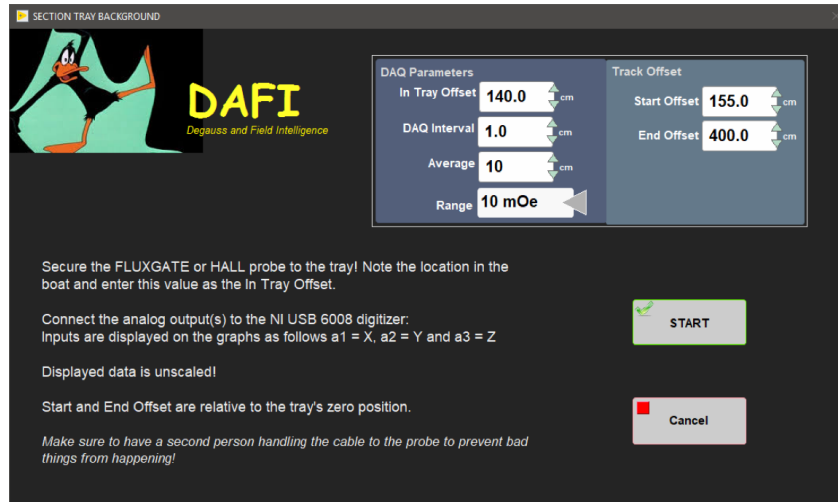 SECTION TRAY BACKGROUND
DAFI
Degauss and Field Intelligence
DAQ Parameters
In Tray Offset 140.0 cm
DAQ Interval 1.0 cm
Average 10 cm
Range 10 mOe
Track Offset
Start Offset 155.0 cm
End Offset 400.0 cm
Secure the FLUXGATE or HALL probe to the tray! Note the location in the
boat and enter this value as the In Tray Offset.
Connect the analog output(s) to the NI USB 6008 digitizer:
Inputs are displayed on the graphs as follows a1 = X, a2 = Y and a3 = Z
Displayed data is unscaled!
Start and End Offset are relative to the tray's zero position.
Make sure to have a second person handling the cable to the probe to prevent bad
things from happening!
START
Cancel